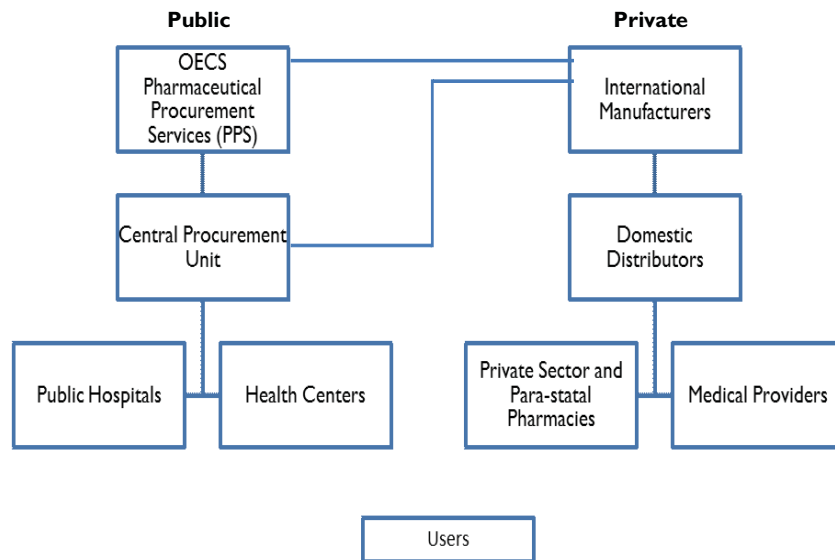 Public
Private
OECS
Pharmaceutical
Procurement
Services (PPS)
International
Manufacturers
Central Procurement
Unit
Domestic
Distributors
Public Hospitals
Health Centers
Private Sector and
Para-statal
Pharmacies
Medical Providers
Users